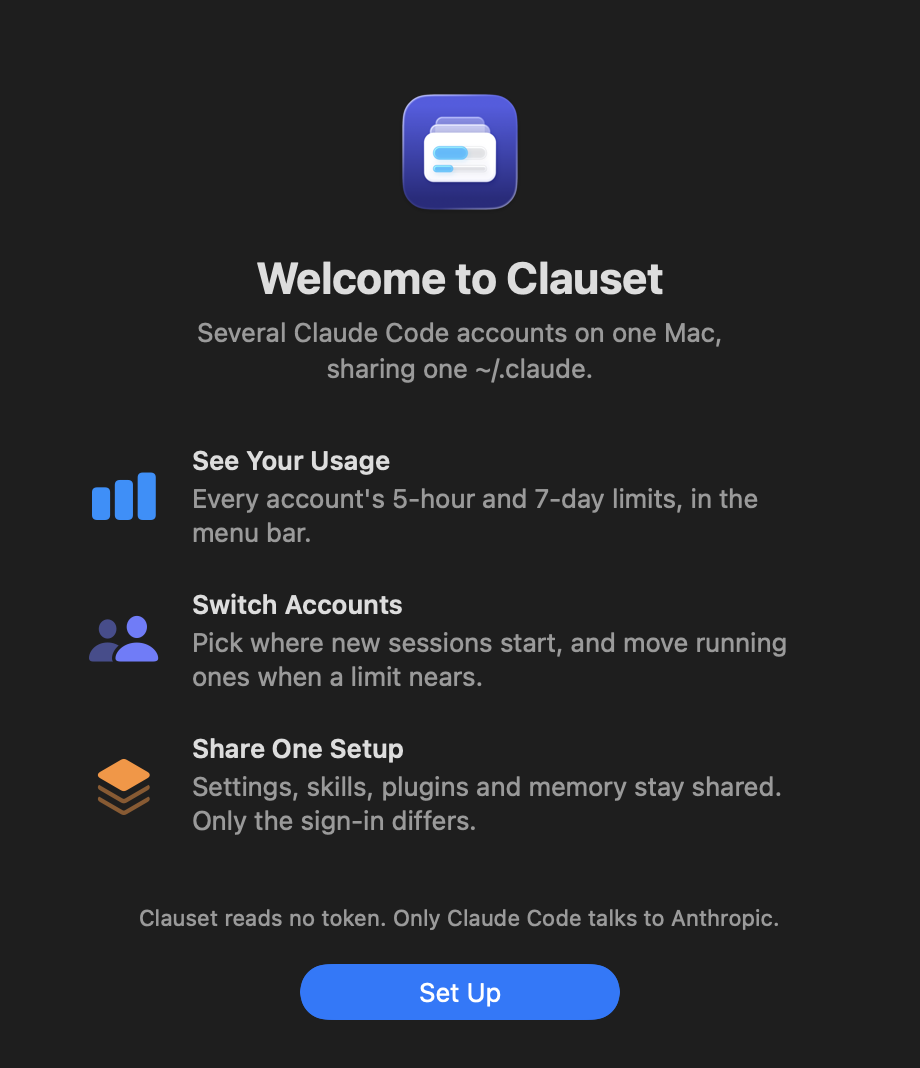 Welcome to Clauset
Several Claude Code accounts on one Mac,
sharing one ~/.claude.
See Your Usage
Every account's 5-hour and 7-day limits, in the
menu bar.
Switch Accounts
Pick where new sessions start, and move running
ones when a limit nears.
Share One Setup
Settings, skills, plugins and memory stay shared.
Only the sign-in differs.
Clauset reads no token. Only Claude Code talks to Anthropic.
Set Up